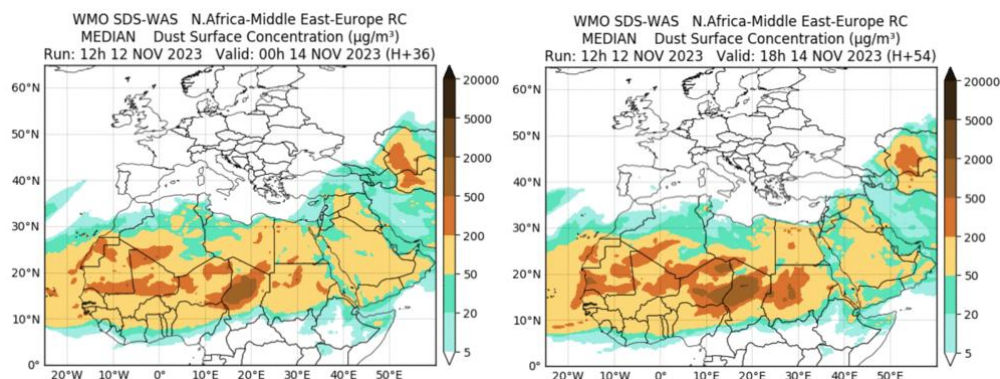 WMO SDS-WAS N.Africa-Middle East-Europe RC
MEDIAN Dust Surface Concentration (µg/m³)
Run: 12h 12 NOV 2023 Valid: 00h 14 NOV 2023 (H+36)
60°N
50°N
40°N
30°N
20°N
10°N
0°
20°W
10°W
0°
10°E
20°E
30°E
40°E
50°E
20000
5000
2000
500
200
50
20
5
WMO SDS-WAS N.Africa-Middle East-Europe RC
MEDIAN Dust Surface Concentration (µg/m³)
Run: 12h 12 NOV 2023 Valid: 18h 14 NOV 2023 (H+54)
60°N
50°N
40°N
30°N
20°N
10°N
0°
20°W
10°W
0°
10°E
20°E
30°E
40°E
50°E
20000
5000
2000
500
200
50
20
5